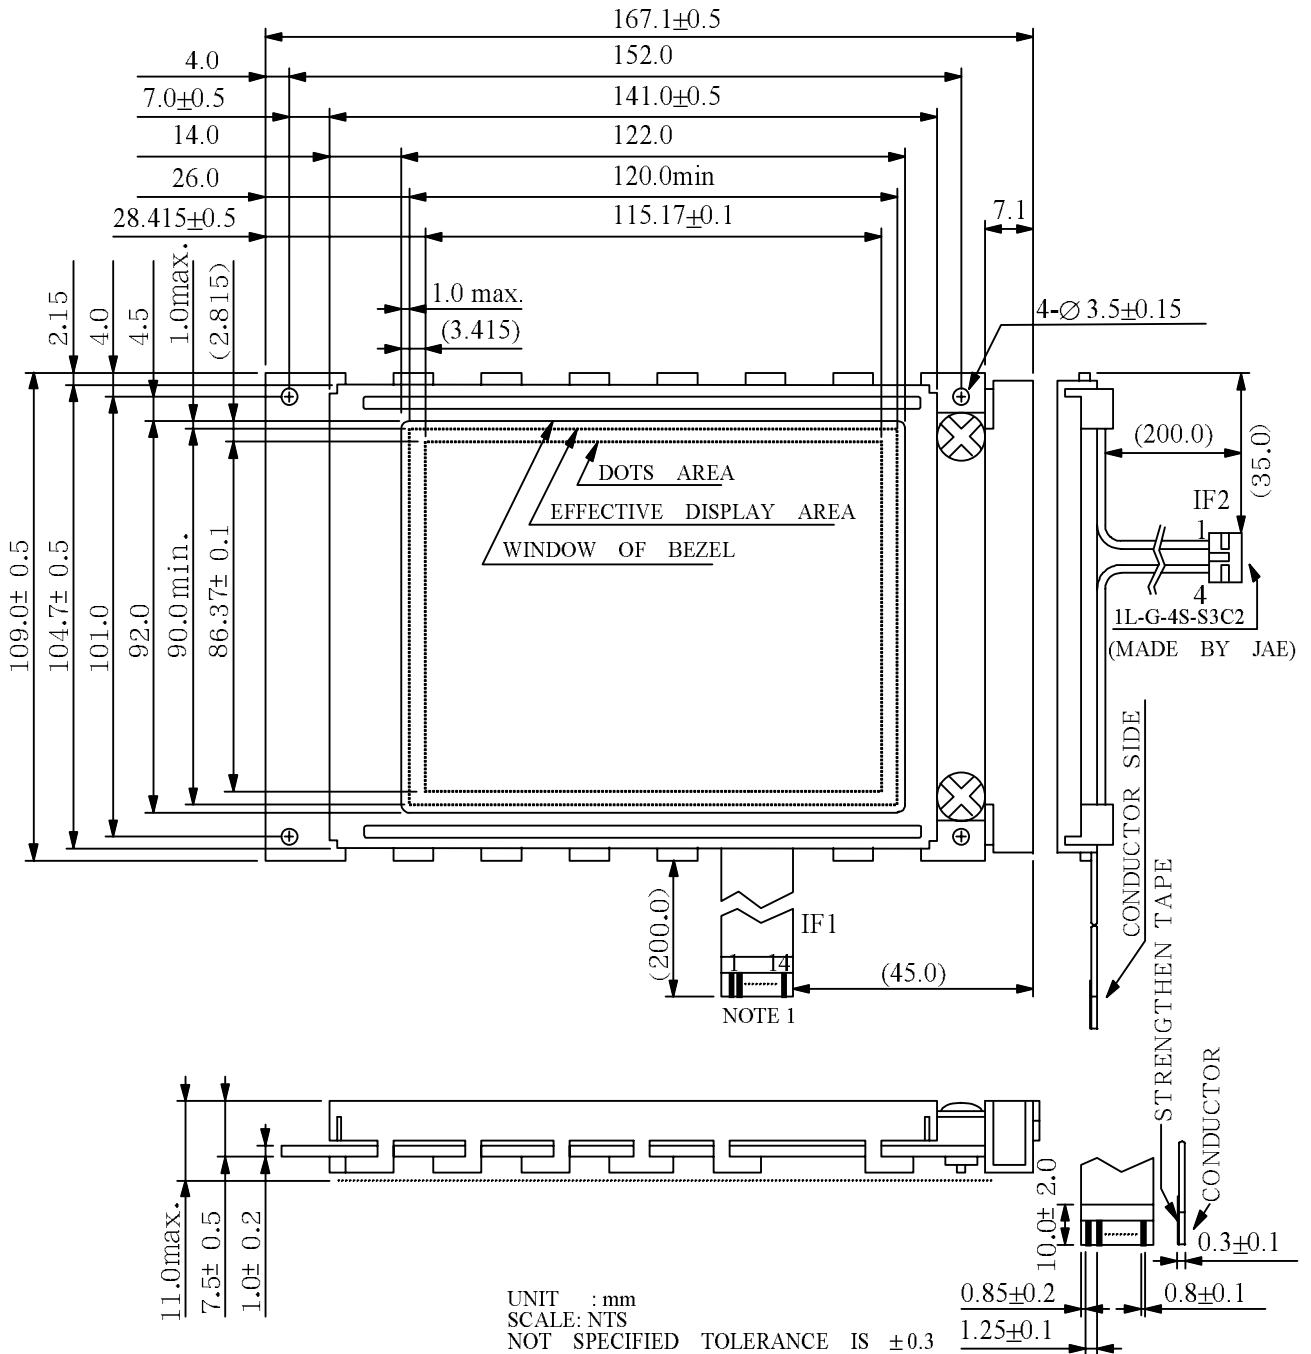 167.1±0.5
4.0
152.0
7.0±0.5
141.0±0.5
14.0
122.0
26.0
120.0min
28.415±0.5
115.17±0.1
7.1
2.15
4.0
4.5
1.0max.
(2.815)
1.0 max.
(3.415)
4-∅ 3.5±0.15
109.0± 0.5
104.7± 0.5
101.0
92.0
90.0min.
86.37± 0.1
DOTS AREA
EFFECTIVE DISPLAY AREA
WINDOW OF BEZEL
(200.0)
(35.0)
IF2
1
4
1L-G-4S-S3C2
(MADE BY JAE)
CONDUCTOR SIDE
STRENGTHEN TAPE
(200.0)
IF1
1 14
(45.0)
NOTE 1
CONDUCTOR
11.0max.
7.5± 0.5
1.0± 0.2
10.0± 2.0
0.3±0.1
0.85±0.2
0.8±0.1
1.25±0.1
UNIT : mm
SCALE: NTS
NOT SPECIFIED TOLERANCE IS ±0.3